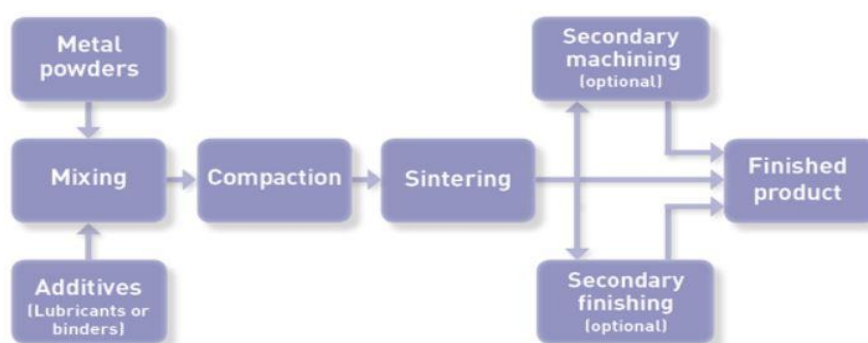 Metal
powders
Mixing
Additives
(Lubricants or
binders)
Compaction
Sintering
Secondary
machining
(optional)
Secondary
finishing
(optional)
Finished
product